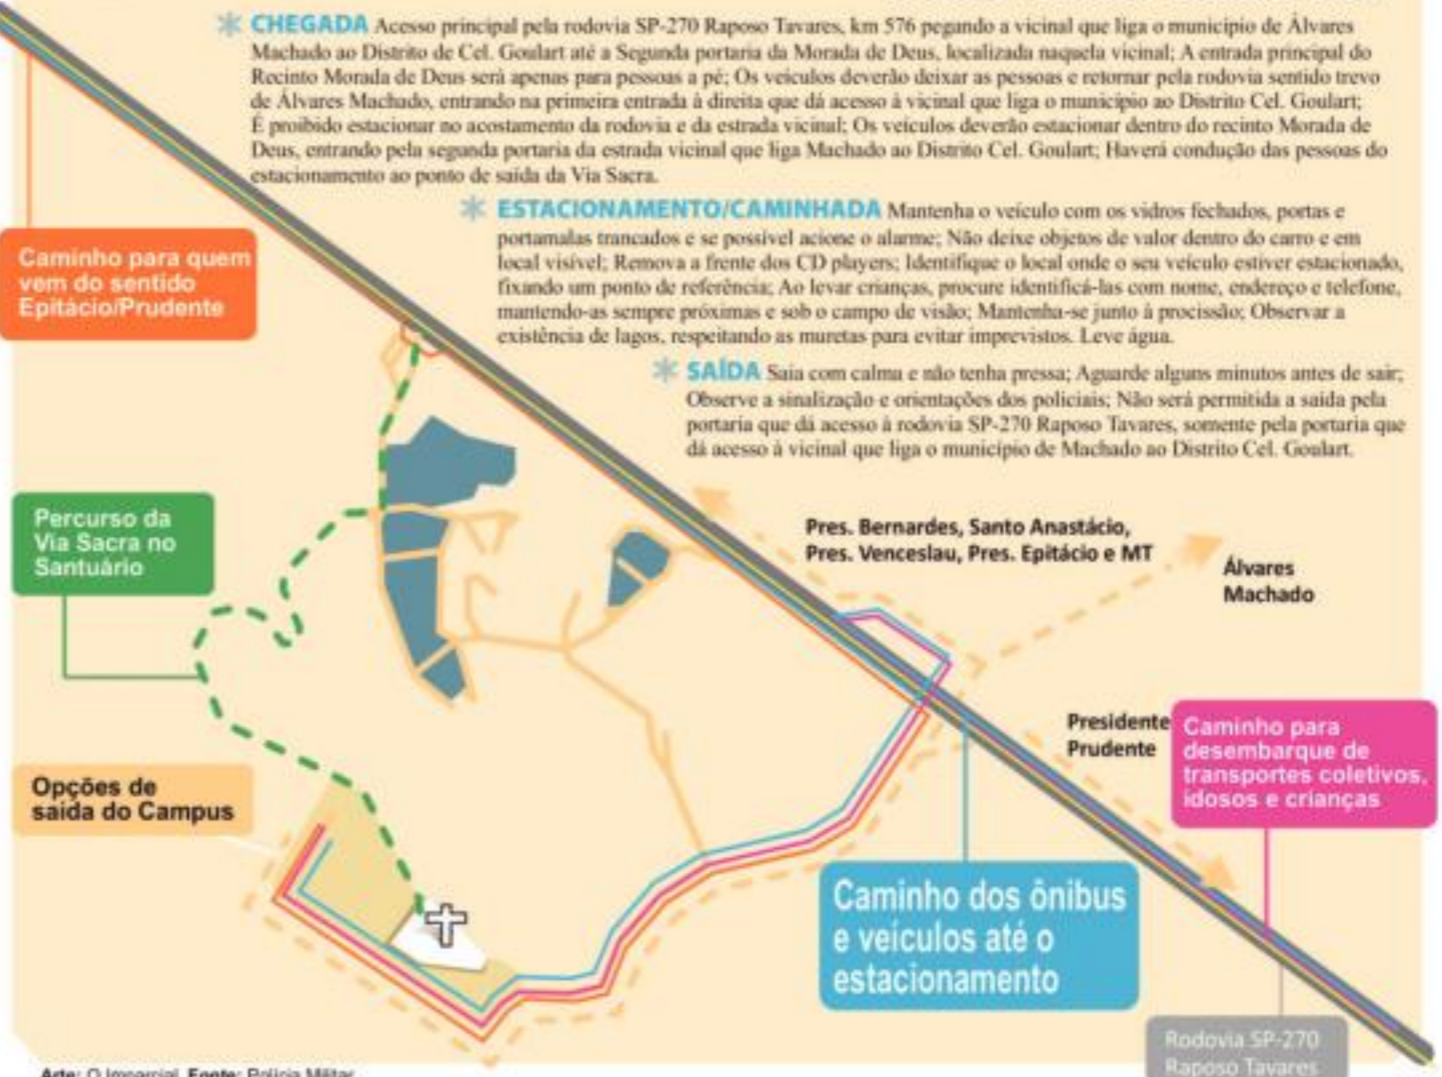 CHEGADA Acesso principal pela rodovia SP-270 Raposo Tavares, km 576 pegando a vicinal que liga o município de Álvares
Machado ao Distrito de Cel. Goulart até a Segunda portaria da Morada de Deus, localizada naquela vicinal; A entrada principal do
Recinto Morada de Deus será apenas para pessoas a pé; Os veículos deverão deixar as pessoas e retornar pela rodovia sentido trevo
de Álvares Machado, entrando na primeira entrada à direita que dá acesso à vicinal que liga o município ao Distrito Cel. Goulart;
É proibido estacionar no acostamento da rodovia e da estrada vicinal; Os veículos deverão estacionar dentro do recinto Morada de
Deus, entrando pela segunda portaria da estrada vicinal que liga Machado ao Distrito Cel. Goulart; Haverá condução das pessoas do
estacionamento ao ponto de saída da Via Sacra.
ESTACIONAMENTO/CAMINHADA Mantenha o veículo com os vidros fechados, portas e
portamalas trancados e se possível acione o alarme; Não deixe objetos de valor dentro do carro e em
local visível; Remova a frente dos CD players; Identifique o local onde o seu veículo estiver estacionado,
fixando um ponto de referência; Ao levar crianças, procure identificá-las com nome, endereço e telefone,
mantendo-as sempre próximas e sob o campo de visão; Mantenha-se junto à procissão; Observar a
existência de lagos, respeitando as muretas para evitar imprevistos. Leve água.
SAÍDA Saia com calma e não tenha pressa; Aguarde alguns minutos antes de sair;
Observe a sinalização e orientações dos policiais; Não será permitida a saída pela
portaria que dá acesso à rodovia SP-270 Raposo Tavares, somente pela portaria que
dá acesso à vicinal que liga o município de Machado ao Distrito Cel. Goulart.
Caminho para quem
vem do sentido
Epitácio/Prudente
Percurso da
Via Sacra no
Santuário
Pres. Bernardes, Santo Anastácio,
Pres. Venceslau, Pres. Epitácio e MT
Álvares
Machado
Presidente
Prudente
Caminho para
desembarque de
transportes coletivos,
idosos e crianças
Opções de
saída do Campus
Caminho dos ônibus
e veículos até o
estacionamento
Rodovia SP-270
Raposo Tavares
Arte: O Imparcial Fonte: Polícia Militar